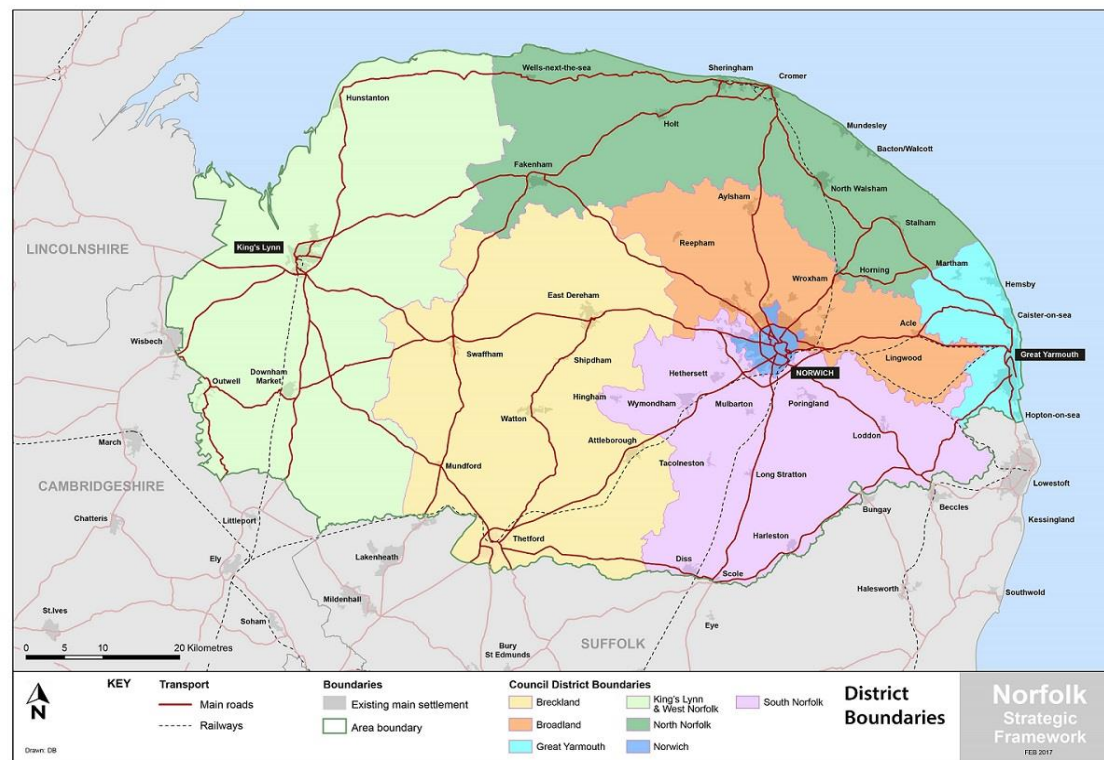 Wells-next-the-sea
Sheringham
Cromer
Hunstanton
Holt
Mundesley
Bacton/Walcott
Fakenham
North Walsham
Aylsham
Stalham
LINCOLNSHIRE
King's Lynn
Reepham
Martham
Wroxham
Horning
Hemsby
East Dereham
Caister-on-sea
Acle
Wisbech
Swaffham
Great Yarmouth
Shipdham
Lingwood
Outwell
Downham
Market
Hethersett
NORWICH
Hingham
Wymondham
Mulbarton
Poringland
Hopton-on-sea
Watton
March
Attleborough
Loddon
Mundford
Tacolneston
Long Stratton
CAMBRIDGESHIRE
Lowestoft
Chatteris
Littleport
Bungay
Beccles
Kessingland
Thetford
Harleston
Lakenheath
Ely
Diss
Scole
Mildenhall
Halesworth
Southwold
St.Ives
Soham
Eye
Bury
St Edmunds
SUFFOLK
0 5 10 20 Kilometres
KEY
Transport
Main roads
Railways
Boundaries
Existing main settlement
Area boundary
Council District Boundaries
Breckland
Broadland
Great Yarmouth
King's Lynn
& West Norfolk
North Norfolk
Norwich
South Norfolk
District
Boundaries
Norfolk
Strategic
Framework
FEB 2017
N
Drawn: DB